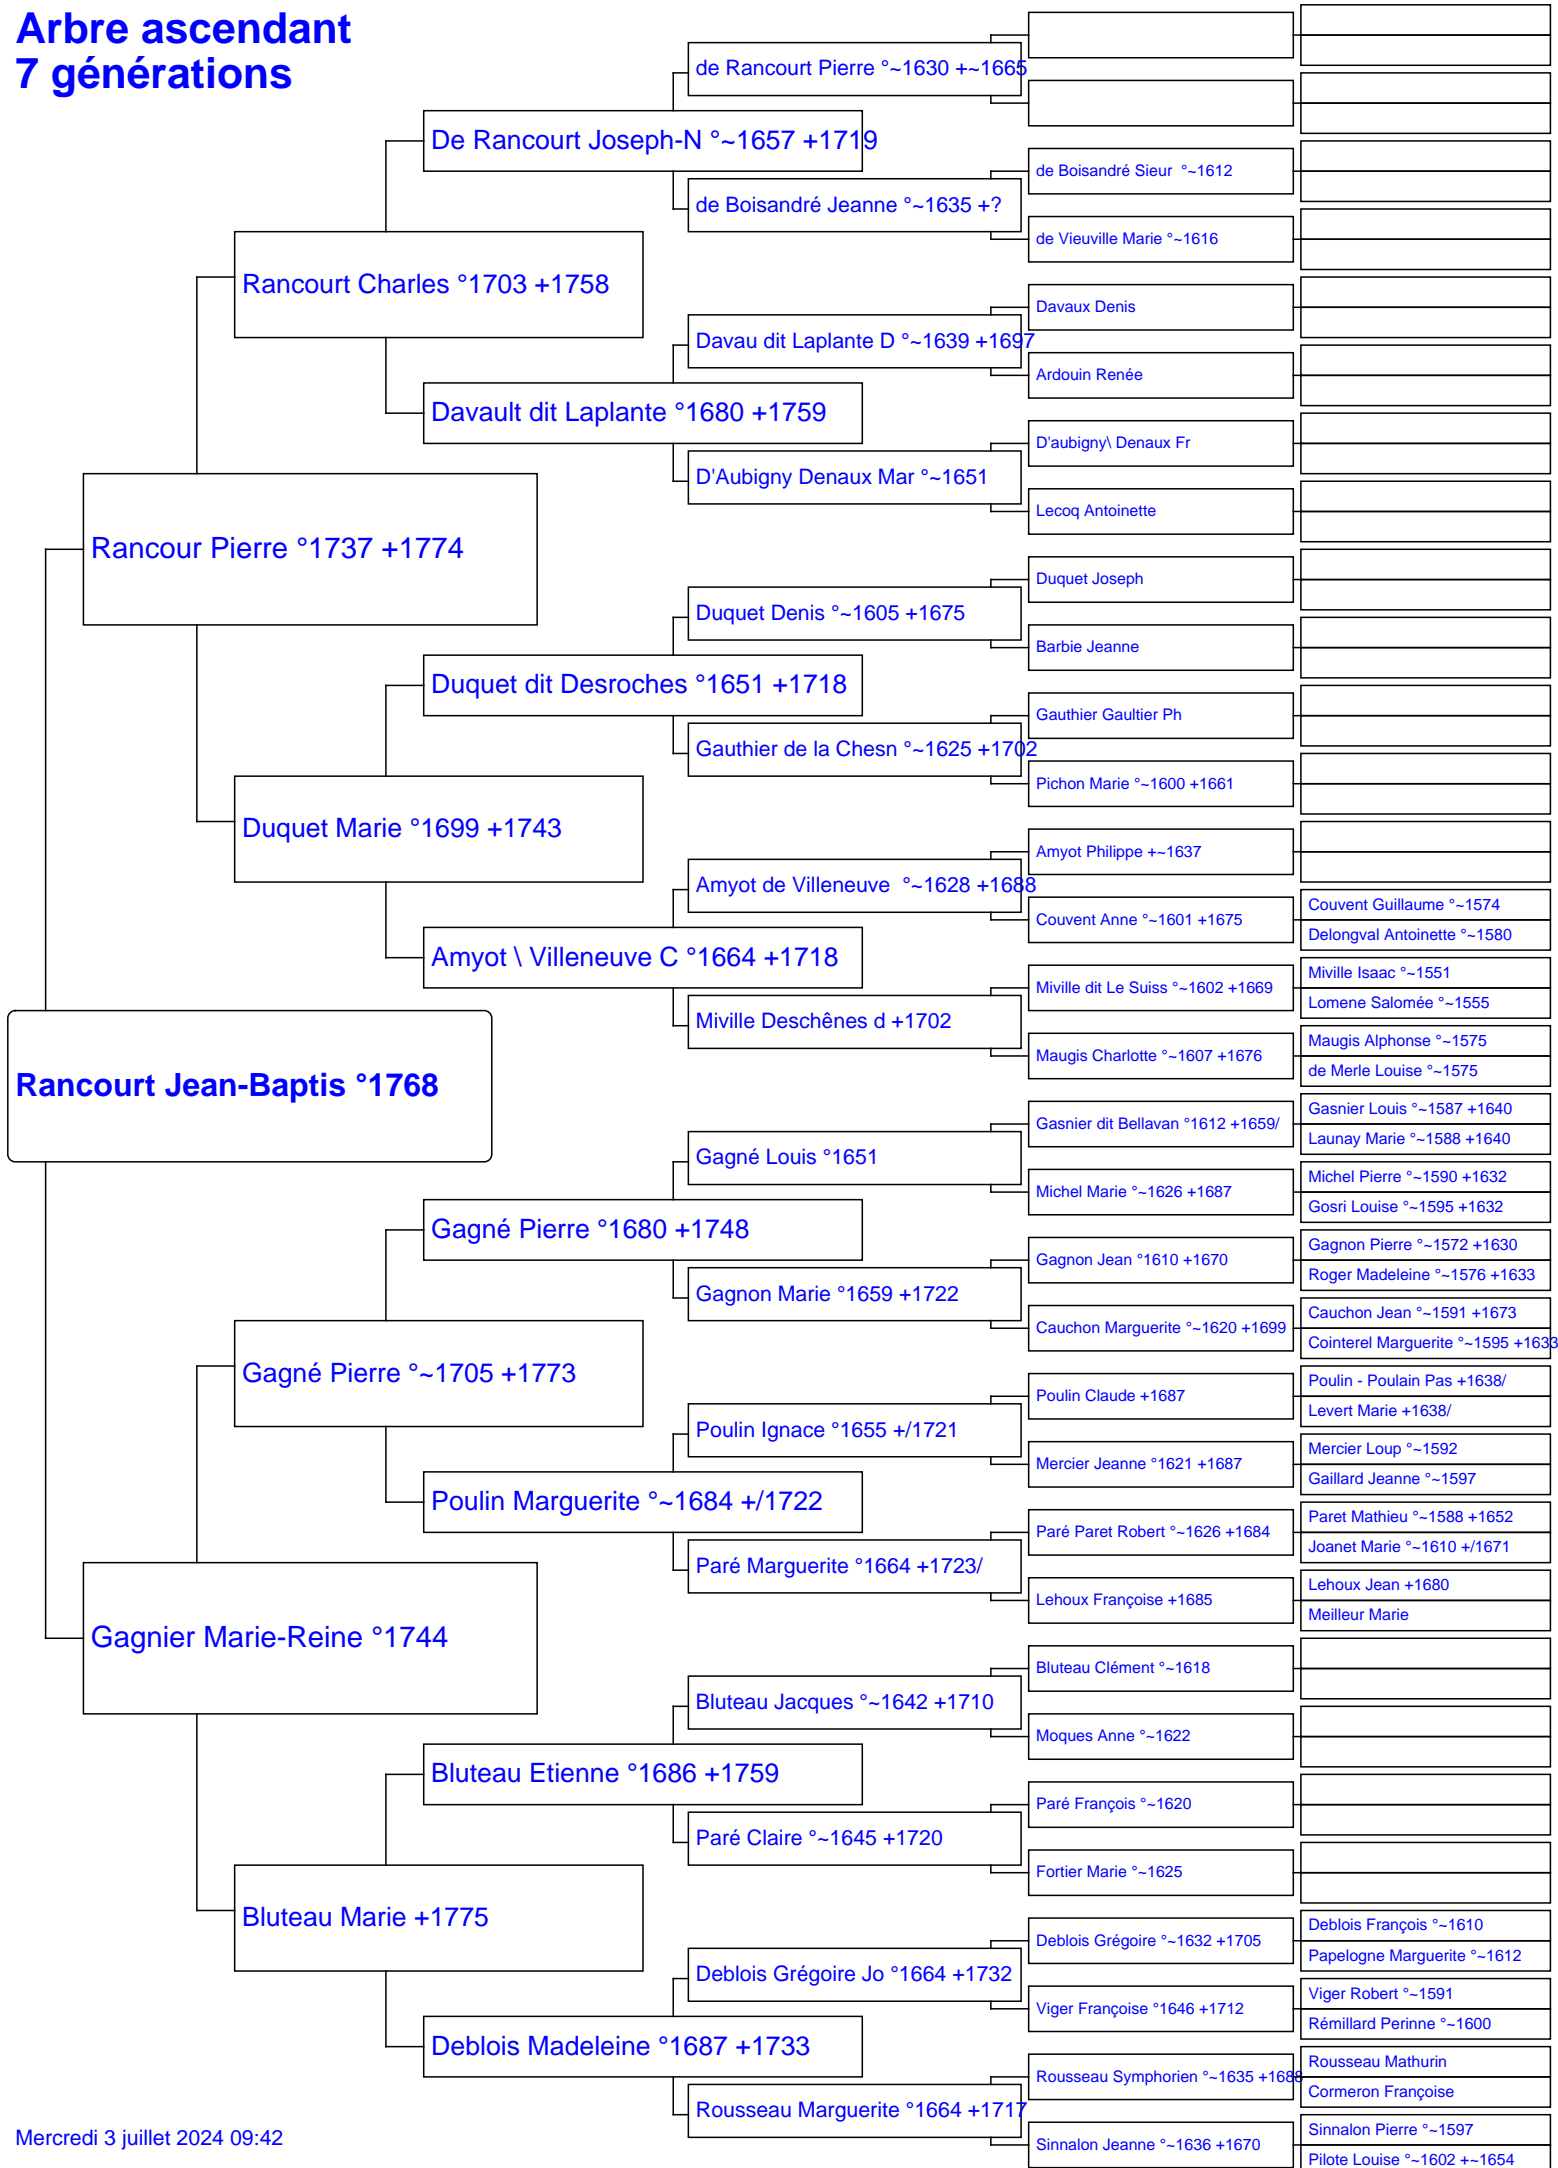 Arbre ascendant
7 générations
de Rancourt Pierre °~1630 +~1665
De Rancourt Joseph-N °~1657 +1719
de Boisandré Sieur  °~1612
de Boisandré Jeanne °~1635 +?
de Vieuville Marie °~1616
Rancourt Charles °1703 +1758
Davaux Denis
Davau dit Laplante D °~1639 +1697
Ardouin Renée
Davault dit Laplante °1680 +1759
D'aubigny\ Denaux Fr
D'Aubigny Denaux Mar °~1651
Lecoq Antoinette
Rancour Pierre °1737 +1774
Duquet Joseph
Duquet Denis °~1605 +1675
Barbie Jeanne
Duquet dit Desroches °1651 +1718
Gauthier Gaultier Ph
Gauthier de la Chesn °~1625 +1702
Pichon Marie °~1600 +1661
Duquet Marie °1699 +1743
Amyot Philippe +~1637
Amyot de Villeneuve  °~1628 +1688
Couvent Guillaume °~1574
Couvent Anne °~1601 +1675
Delongval Antoinette °~1580
Amyot \ Villeneuve C °1664 +1718
Miville Isaac °~1551
Miville dit Le Suiss °~1602 +1669
Lomene Salomée °~1555
Miville Deschênes d +1702
Maugis Alphonse °~1575
Maugis Charlotte °~1607 +1676
de Merle Louise °~1575
Rancourt Jean-Baptis °1768
Gasnier Louis °~1587 +1640
Gasnier dit Bellavan °1612 +1659/
Launay Marie °~1588 +1640
Gagné Louis °1651
Michel Pierre °~1590 +1632
Michel Marie °~1626 +1687
Gosri Louise °~1595 +1632
Gagné Pierre °1680 +1748
Gagnon Pierre °~1572 +1630
Gagnon Jean °1610 +1670
Roger Madeleine °~1576 +1633
Gagnon Marie °1659 +1722
Cauchon Jean °~1591 +1673
Cauchon Marguerite °~1620 +1699
Cointerel Marguerite °~1595 +1633
Gagné Pierre °~1705 +1773
Poulin - Poulain Pas +1638/
Poulin Claude +1687
Levert Marie +1638/
Poulin Ignace °1655 +/1721
Mercier Loup °~1592
Mercier Jeanne °1621 +1687
Gaillard Jeanne °~1597
Poulin Marguerite °~1684 +/1722
Paret Mathieu °~1588 +1652
Paré Paret Robert °~1626 +1684
Joanet Marie °~1610 +/1671
Paré Marguerite °1664 +1723/
Lehoux Jean +1680
Lehoux Françoise +1685
Meilleur Marie
Gagnier Marie-Reine °1744
Bluteau Clément °~1618
Bluteau Jacques °~1642 +1710
Moques Anne °~1622
Bluteau Etienne °1686 +1759
Paré François °~1620
Paré Claire °~1645 +1720
Fortier Marie °~1625
Bluteau Marie +1775
Deblois François °~1610
Deblois Grégoire °~1632 +1705
Papelogne Marguerite °~1612
Deblois Grégoire Jo °1664 +1732
Viger Robert °~1591
Viger Françoise °1646 +1712
Rémillard Perinne °~1600
Deblois Madeleine °1687 +1733
Rousseau Mathurin
Rousseau Symphorien °~1635 +1688
Cormeron Françoise
Rousseau Marguerite °1664 +1717
Sinnalon Pierre °~1597
Sinnalon Jeanne °~1636 +1670
Pilote Louise °~1602 +~1654
Mercredi 3 juillet 2024 09:42